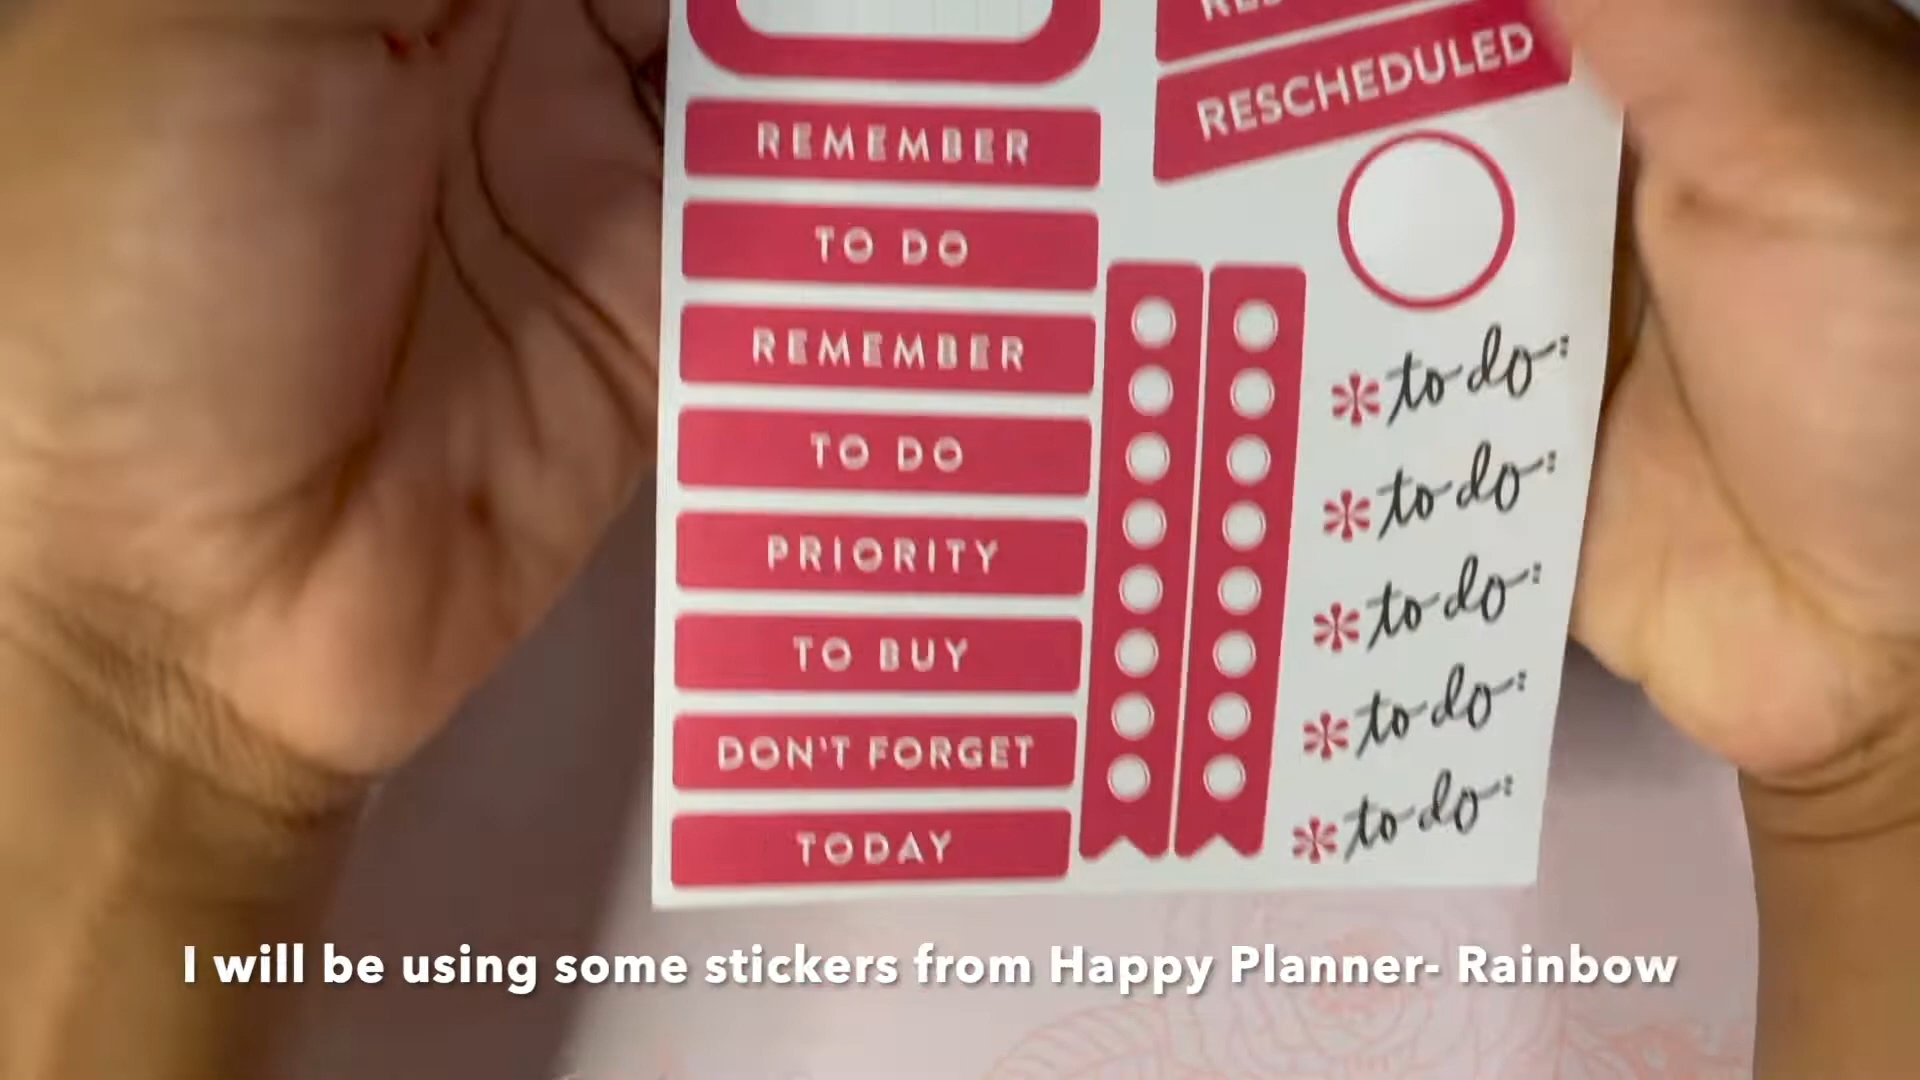 RESCHEDULED
REMEMBER
TO DO
REMEMBER
TO DO
PRIORITY
TO BUY
DON'T FORGET
TODAY
*to do:
*to do:
*to do:
*to do:
*to do:
I will be using some stickers from Happy Planner- Rainbow